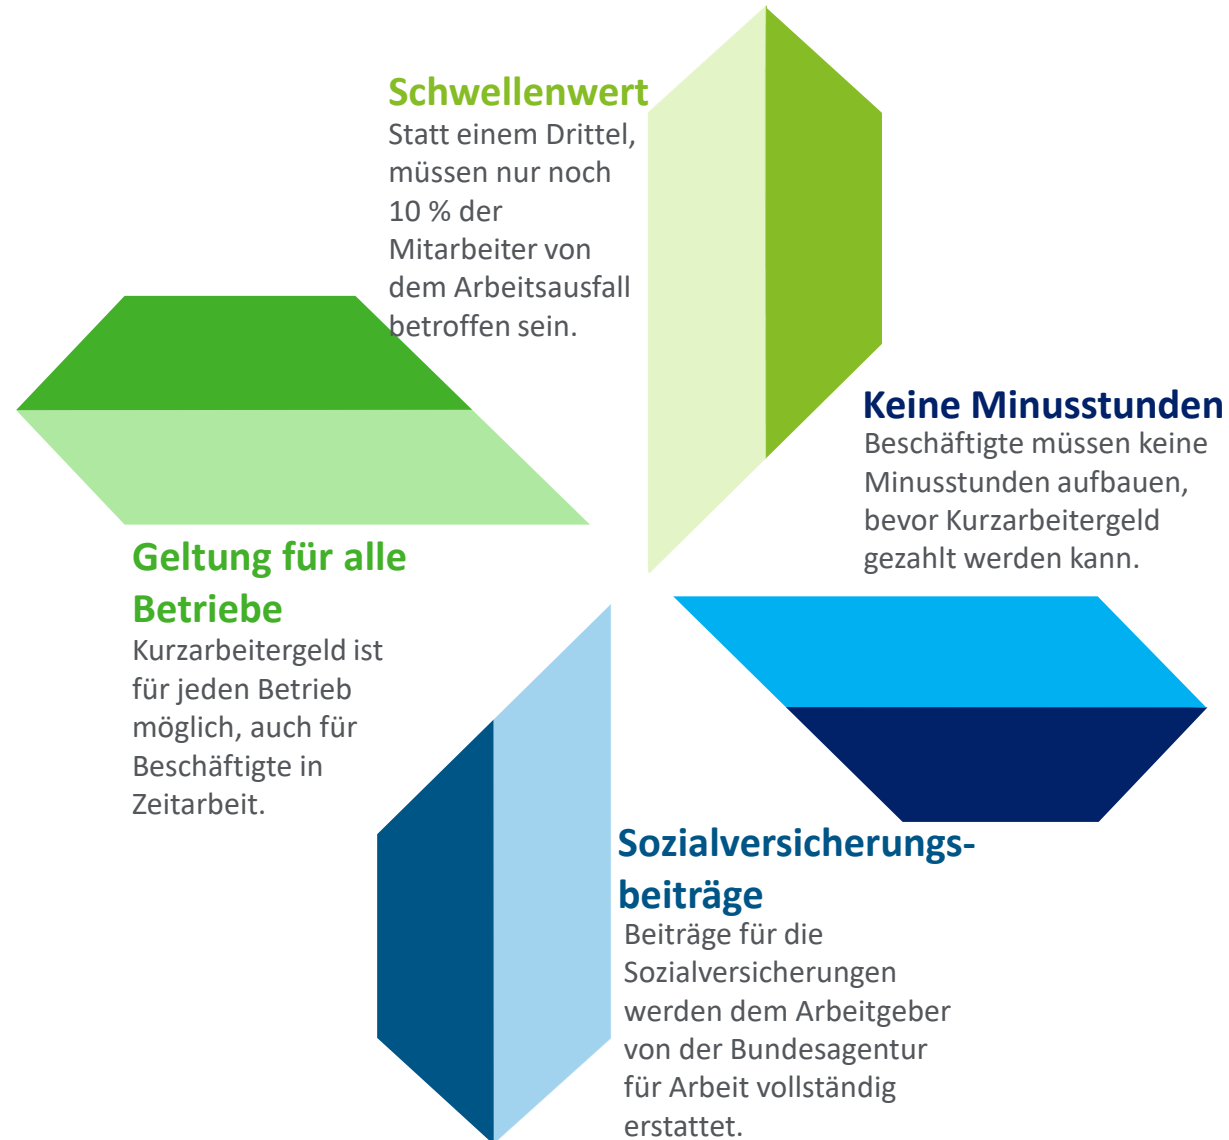 Schwellenwert
Statt einem Drittel,
müssen nur noch
10 % der
Mitarbeiter von
dem Arbeitsausfall
betroffen sein.
Keine Minusstunden
Beschäftigte müssen keine
Minusstunden aufbauen,
bevor Kurzarbeitergeld
gezahlt werden kann.
Geltung für alle
Betriebe
Kurzarbeitergeld ist
für jeden Betrieb
möglich, auch für
Beschäftigte in
Zeitarbeit.
Sozialversicherungs-
beiträge
Beiträge für die
Sozialversicherungen
werden dem Arbeitgeber
von der Bundesagentur
für Arbeit vollständig
erstattet.